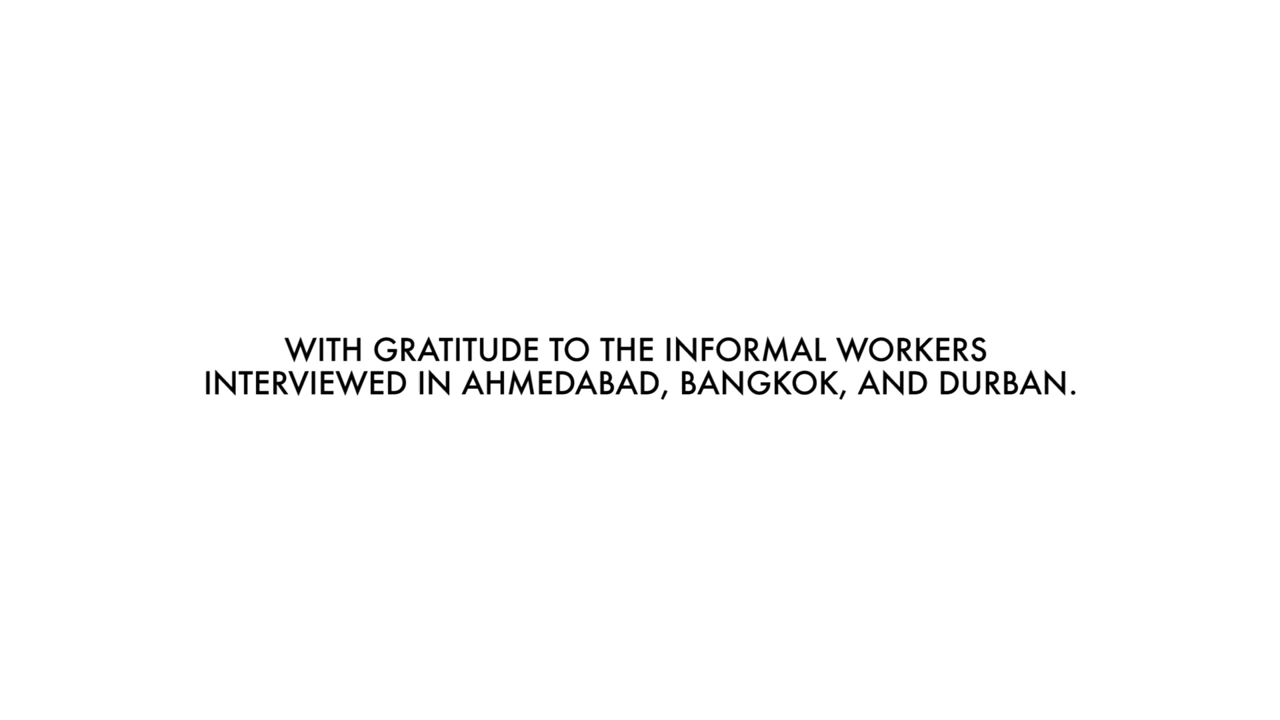 WITH GRATITUDE TO THE INFORMAL WORKERS
INTERVIEWED IN AHMEDABAD, BANGKOK, AND DURBAN.